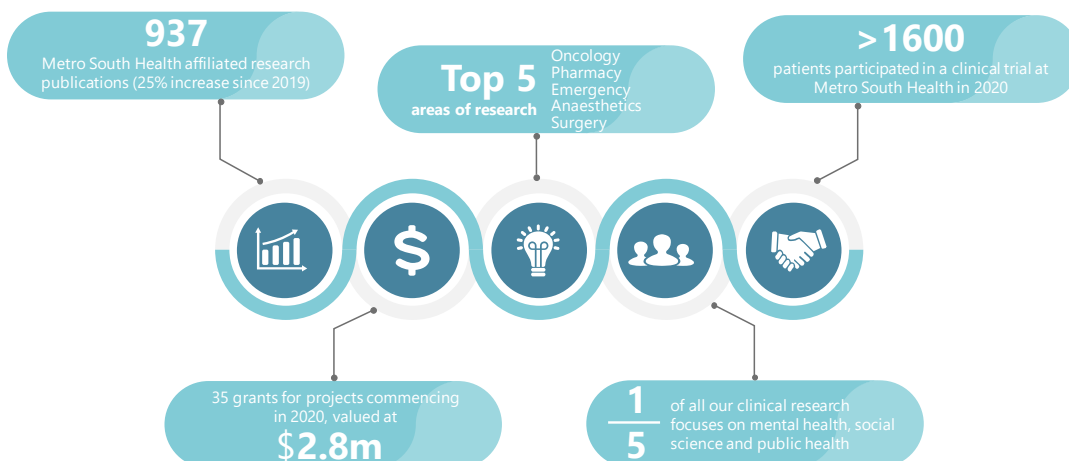 937
Metro South Health affiliated research
publications (25% increase since 2019)
Top 5
areas of research
Oncology
Pharmacy
Emergency
Anaesthetics
Surgery
>1600
patients participated in a clinical trial at
Metro South Health in 2020
$
35 grants for projects commencing
in 2020, valued at
$2.8m
1
5
of all our clinical research
focuses on mental health, social
science and public health